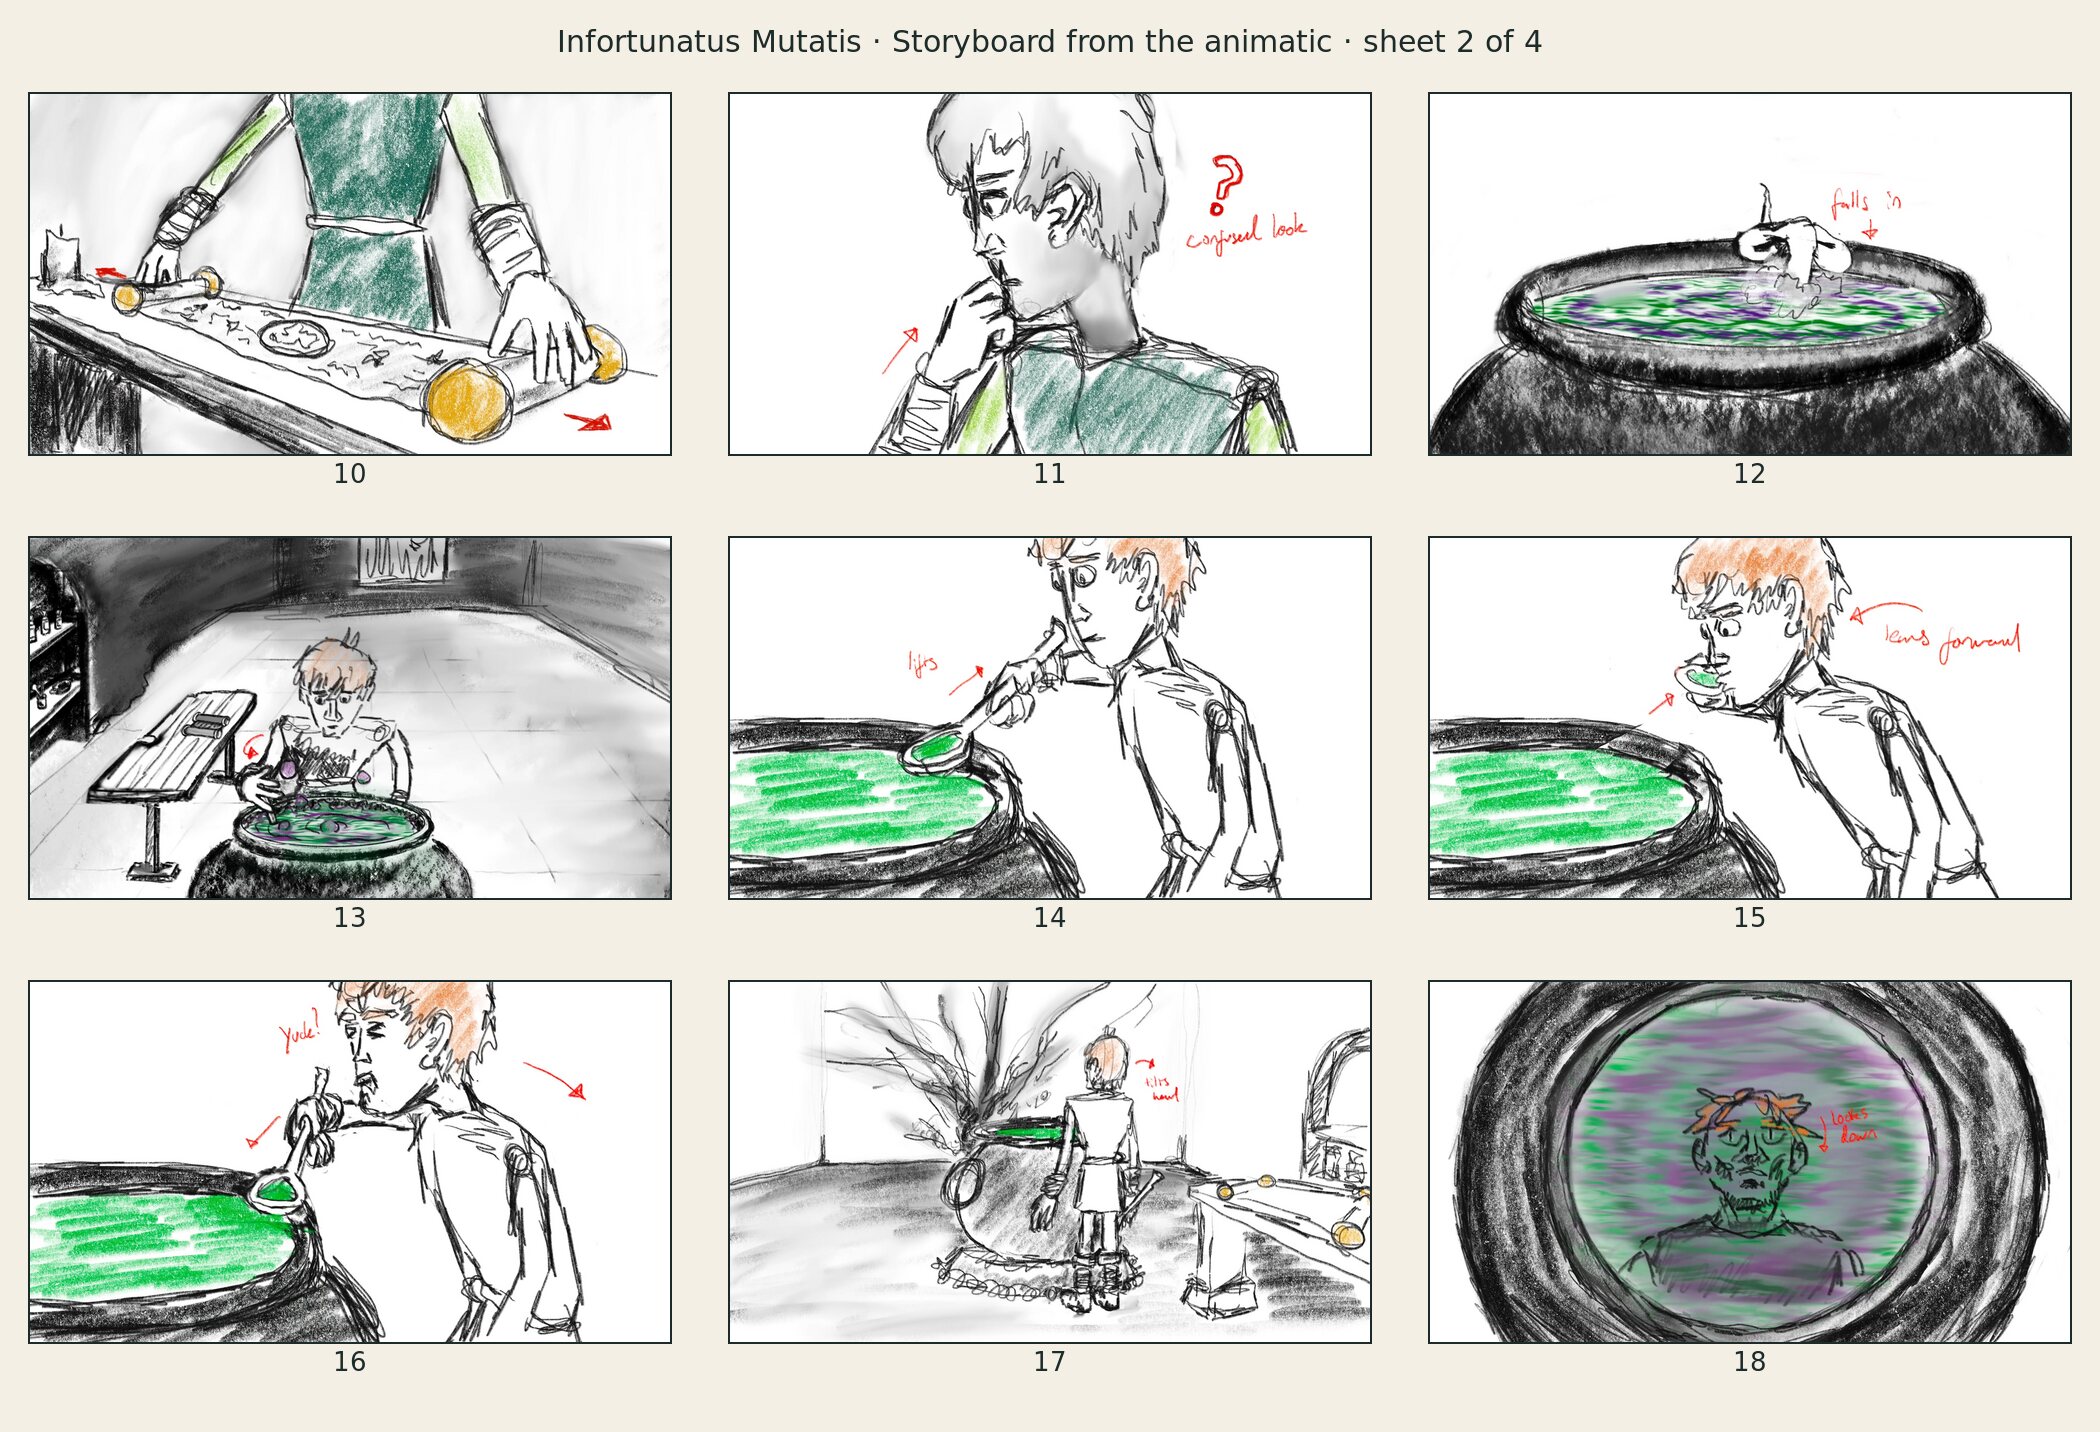 Infortunatus Mutatis · Storyboard from the animatic · sheet 2 of 4
?
confused look
falls in
10
11
12
lifts
leans forward
13
14
15
Yuck!
tilts
head
looks
down
16
17
18